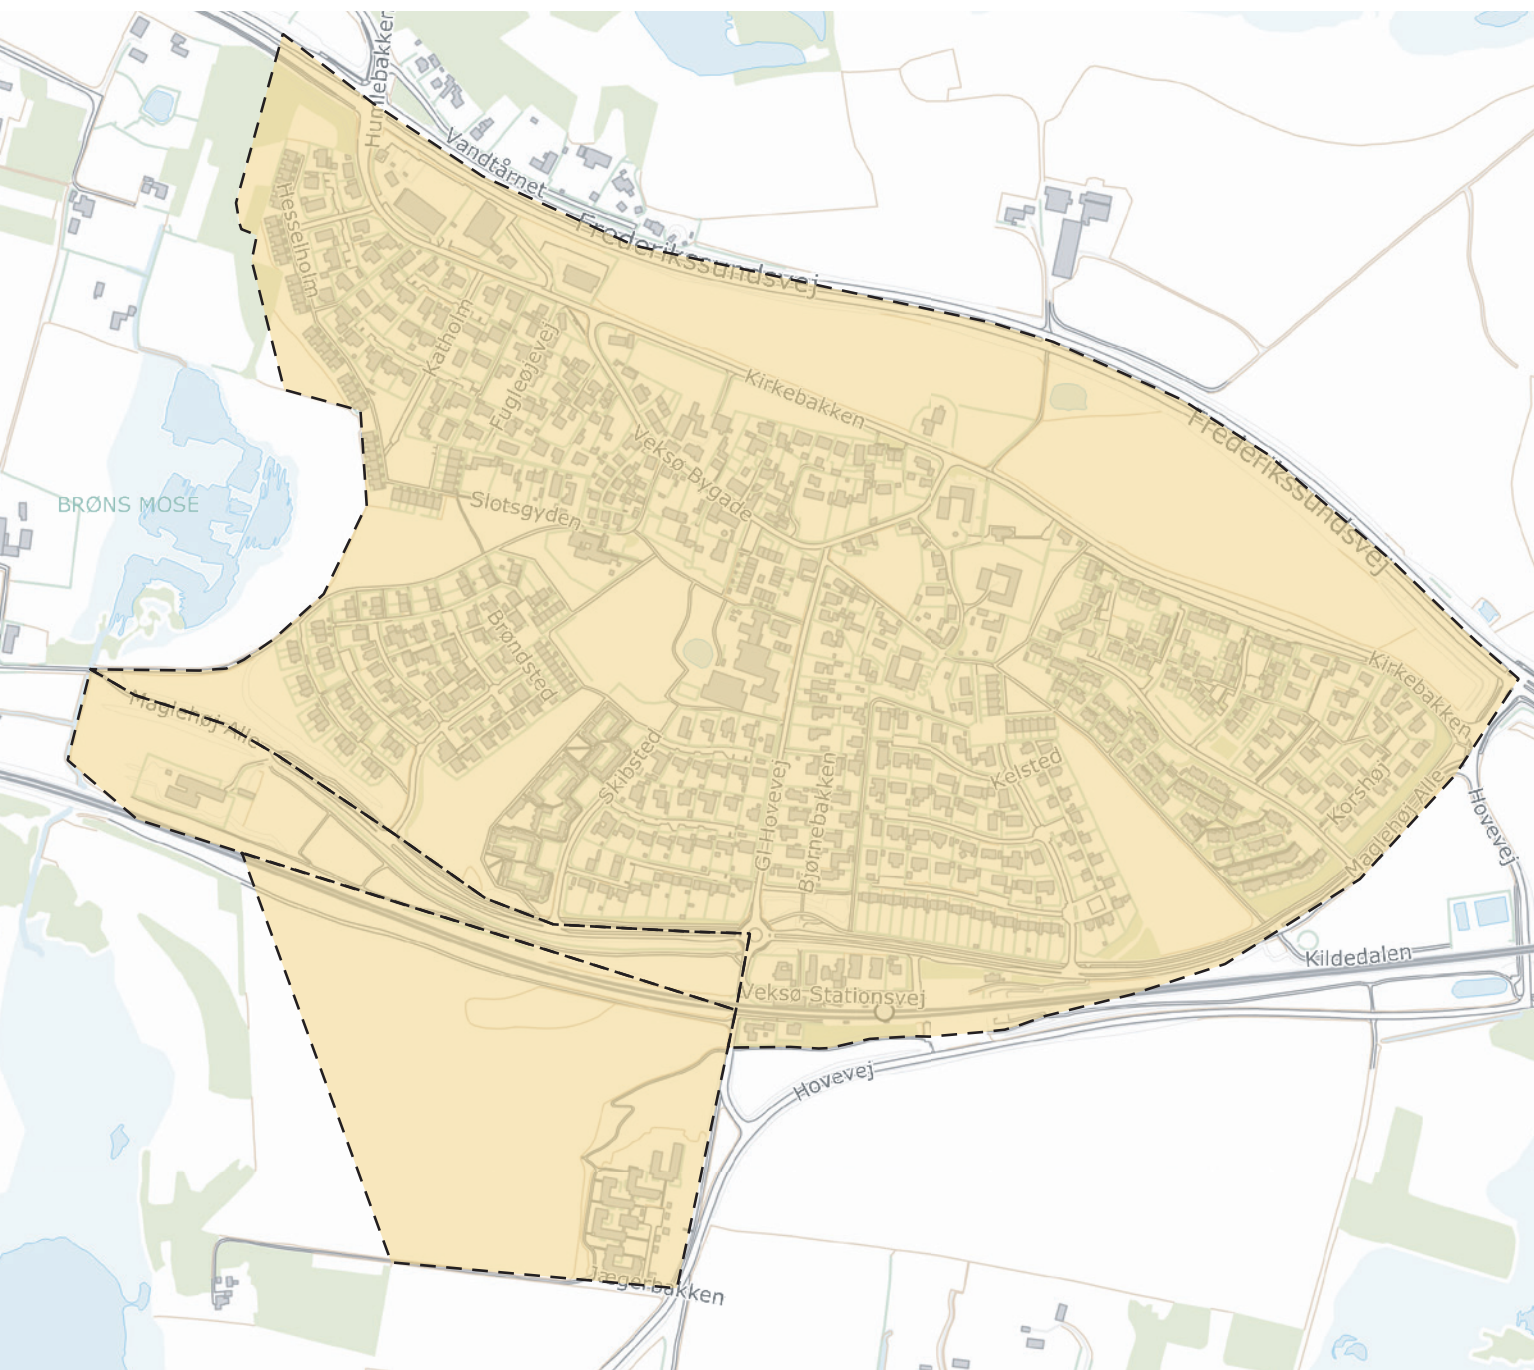 Humlebakken
Vandtårnet
Frederikssundsvej
Hesselholm
Katholm
Fugleøjevej
Kirkebakken
Frederikssundsvej
Veksø Bygade
BRØNS MOSE
Slotsgyden
Brøndsted
Kirkebakken
Maglehøj Alle
Skibsted
Gl Hovevej
Bjørnebakken
Kelsted
Korshøj
Maglehøj Alle
Hovevej
Kildedalen
Veksø Stationsvej
Hovevej
Jægerbakken